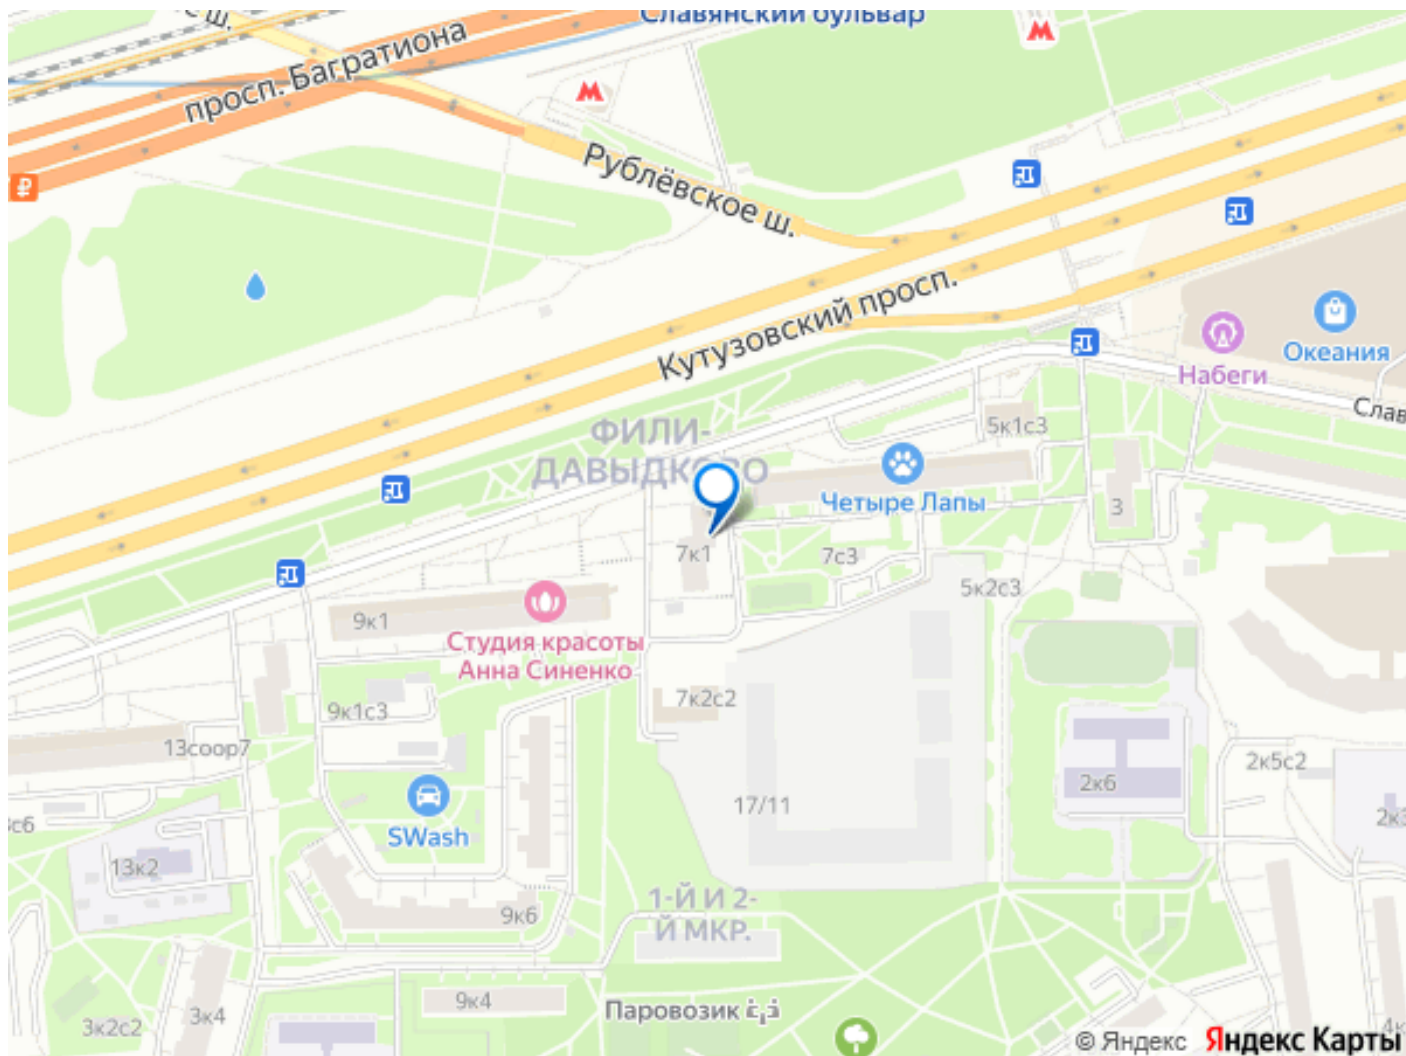 Славянский бульвар
с ш.
просп. Багратиона
Рублёвское ш.
Кутузовский просп.
Океания
Набеги
Слав
ФИЛИ-
ДАВЫДКОВО
5к1с3
Четыре Лапы
3
7к1
7с3
5к2с3
9к1
Студия красоты
Анна Синенко
7к2с2
9к1с3
13соор7
2к5с2
2к6
17/11
SWash
2к3
13к2
1-Й И 2-
Й МКР.
9к6
9к4
Паровозик
3к4
3к2с2
© Яндекс Яндекс Карты